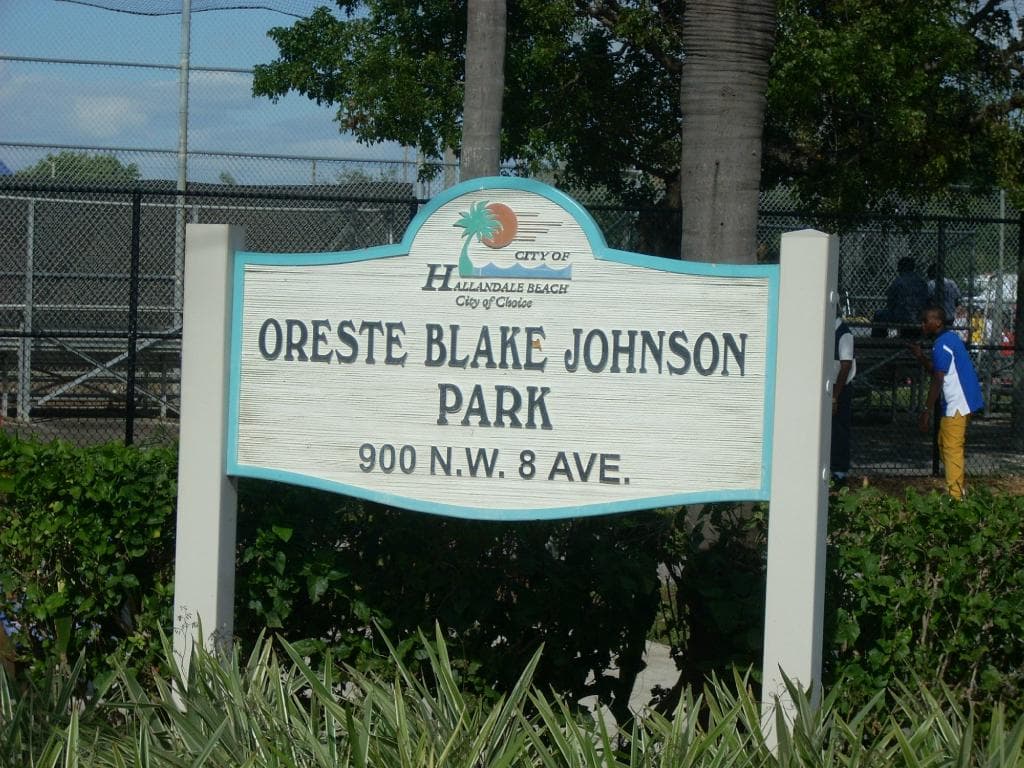 CITY OF
HALLANDALE BEACH
City of Choice
ORESTE BLAKE JOHNSON
PARK
900 N.W. 8 AVE.